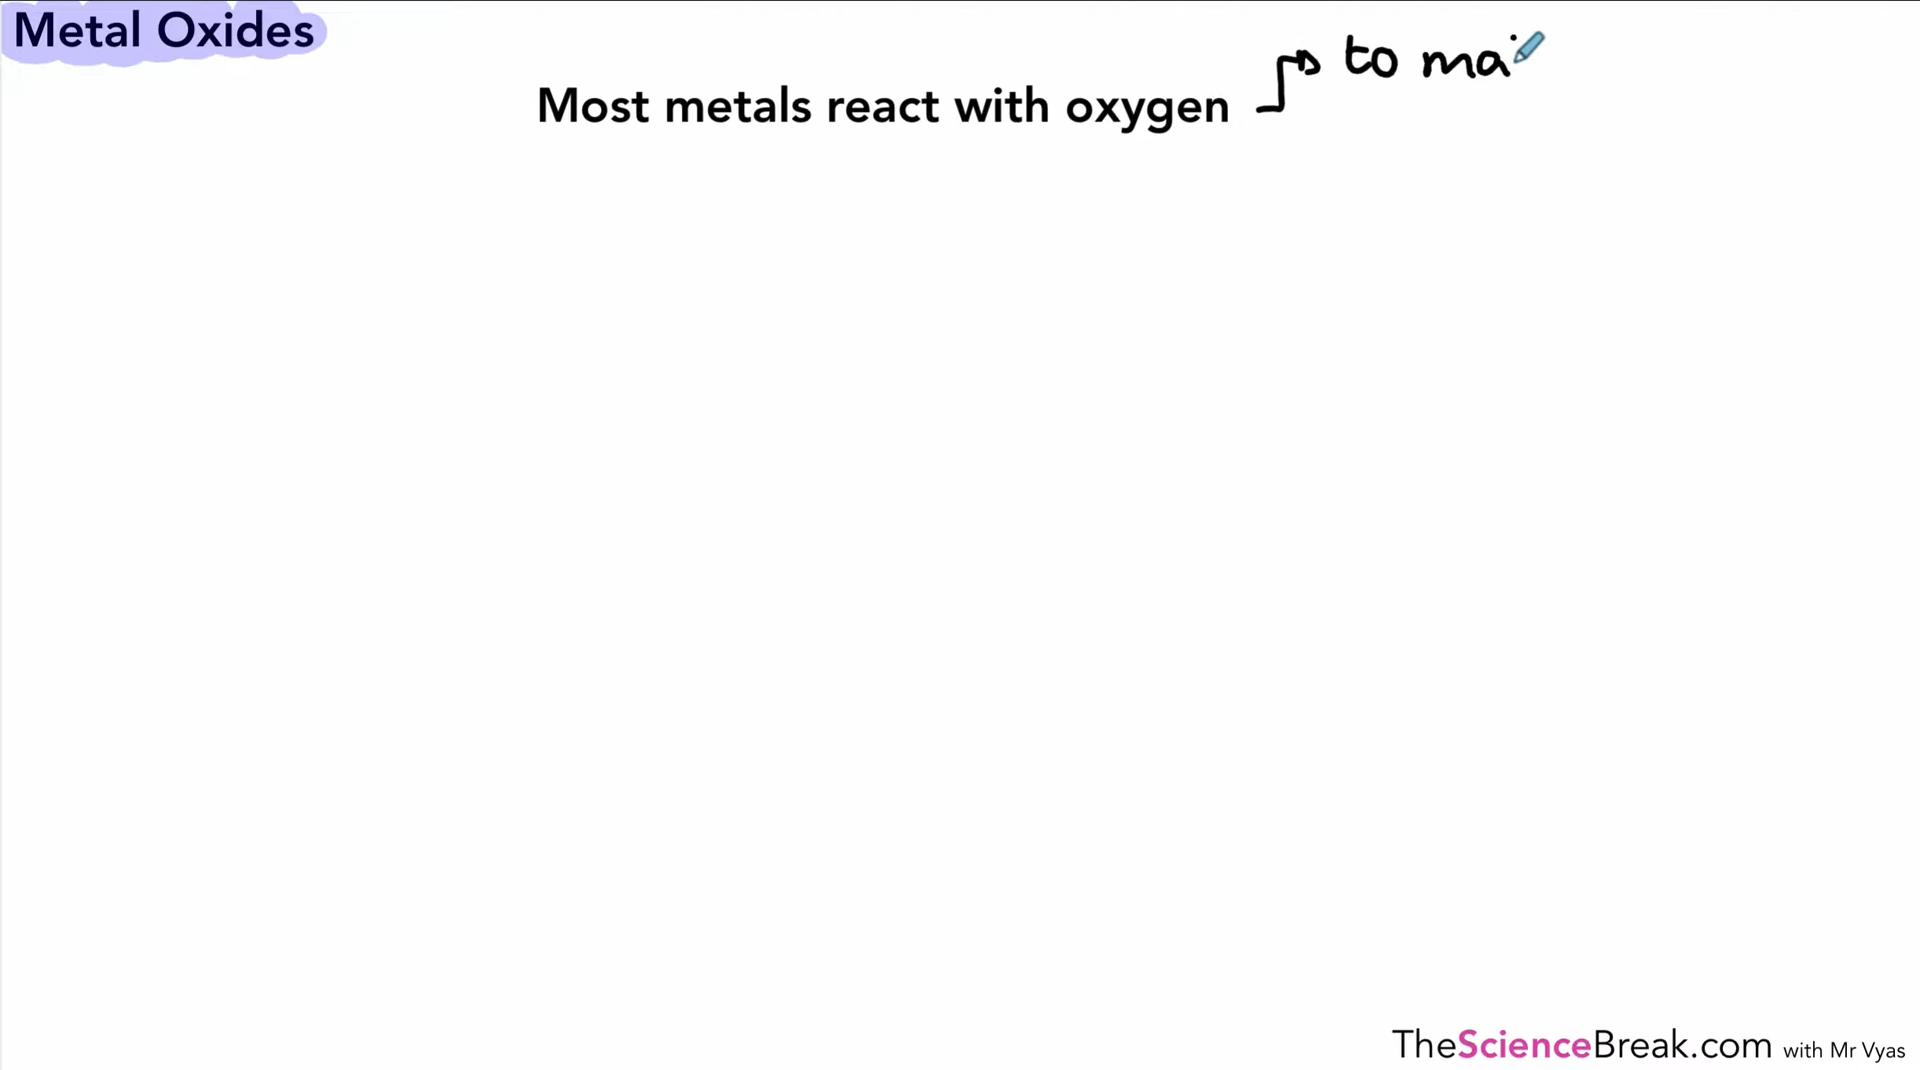 Metal Oxides
to ma
Most metals react with oxygen
TheScienceBreak.com with Mr Vyas